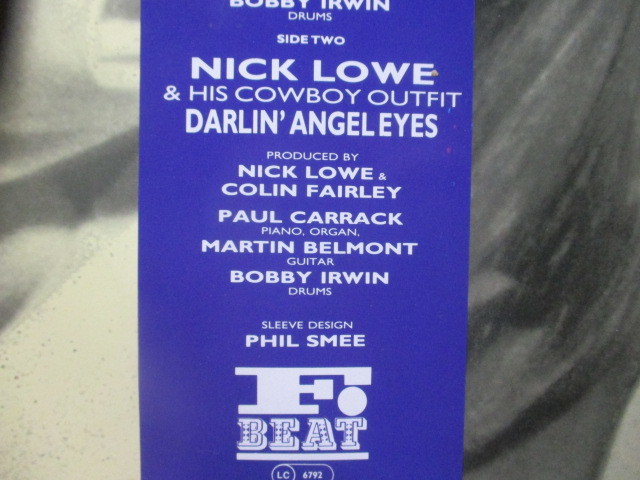 BOBBY IRWIN
DRUMS
SIDE TWO
NICK LOWE
& HIS COWBOY OUTFIT
DARLIN' ANGEL EYES
PRODUCED BY
NICK LOWE &
COLIN FAIRLEY
PAUL CARRACK
PIANO, ORGAN,
MARTIN BELMONT
GUITAR
BOBBY IRWIN
DRUMS
SLEEVE DESIGN
PHIL SMEE
F.
BEAT
LC 6792